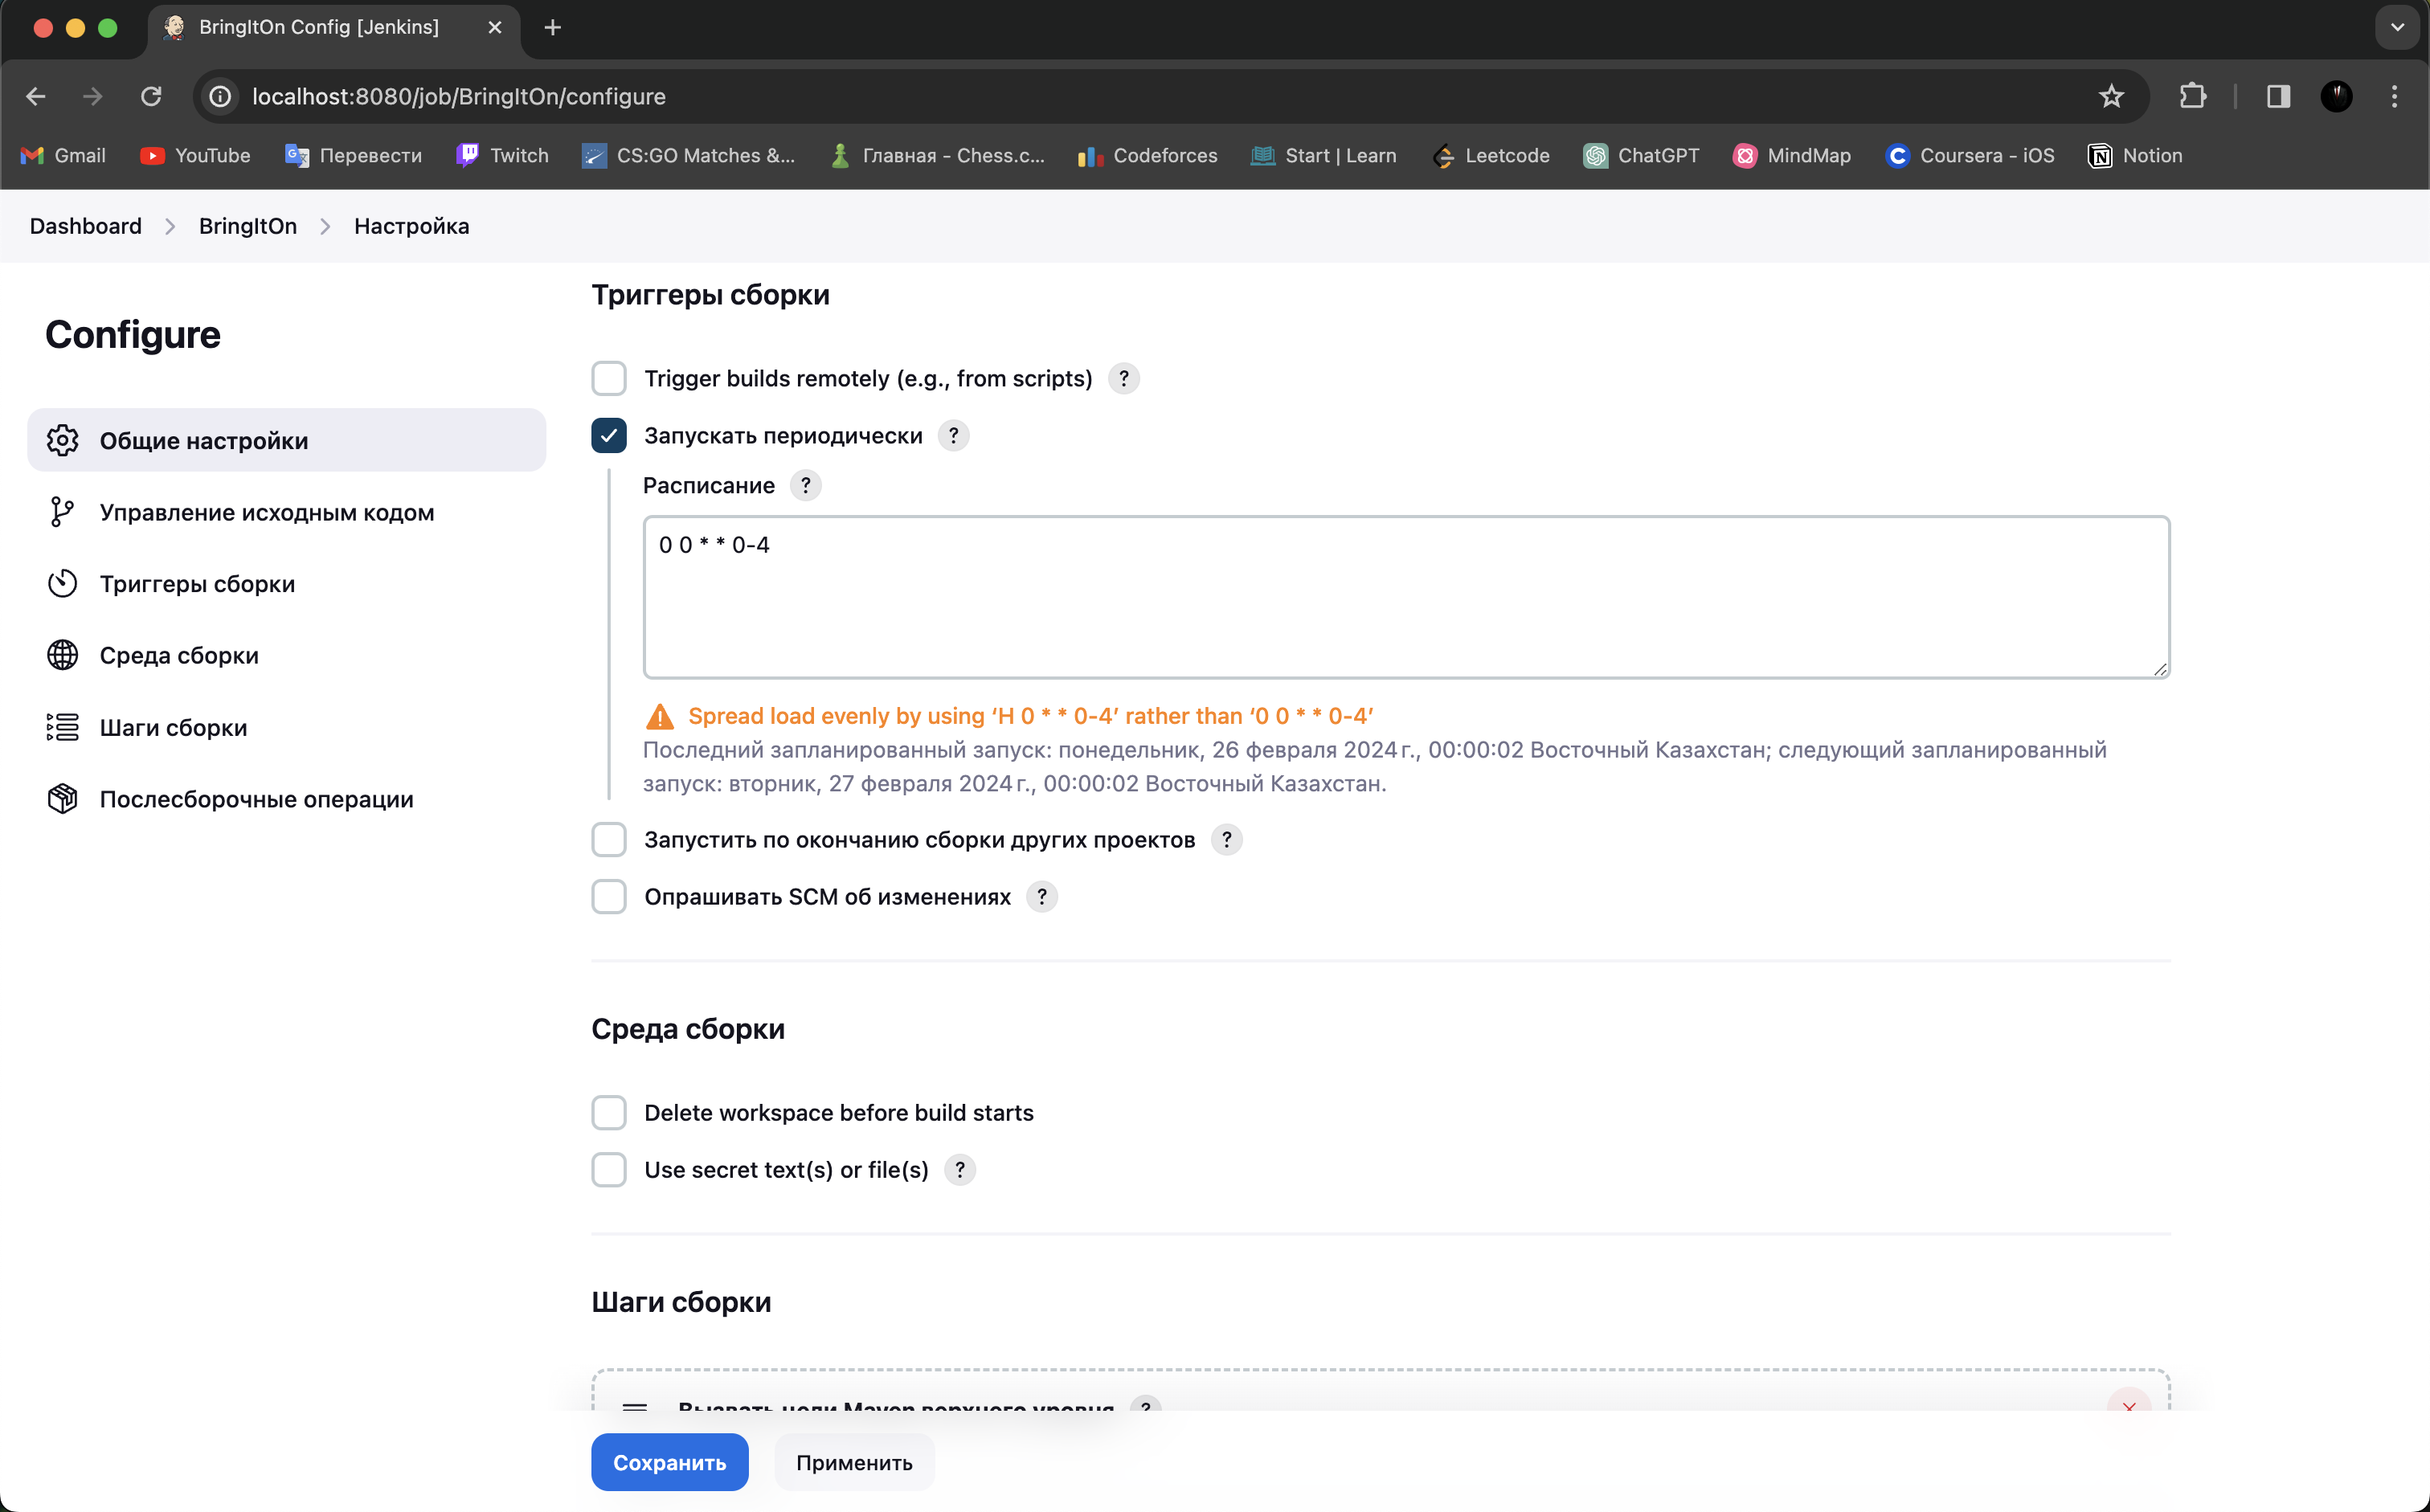 BringItOn Config [Jenkins]
localhost:8080/job/BringItOn/configure
Gmail YouTube Перевести Twitch CS:GO Matches &... Главная - Chess.c... Codeforces Start | Learn Leetcode ChatGPT MindMap Coursera - iOS Notion
Dashboard BringItOn Настройка
Configure
Общие настройки
Управление исходным кодом
Триггеры сборки
Среда сборки
Шаги сборки
Послесборочные операции
Триггеры сборки
Trigger builds remotely (e.g., from scripts) ?
Запускать периодически ?
Расписание ?
0 0 * * 0-4
Spread load evenly by using ‘H 0 * * 0-4’ rather than ‘0 0 * * 0-4’
Последний запланированный запуск: понедельник, 26 февраля 2024 г., 00:00:02 Восточный Казахстан; следующий запланированный
запуск: вторник, 27 февраля 2024 г., 00:00:02 Восточный Казахстан.
Запустить по окончанию сборки других проектов ?
Опрашивать SCM об изменениях ?
Среда сборки
Delete workspace before build starts
Use secret text(s) or file(s) ?
Шаги сборки
Вызвать цели Maven верхнего уровня ?
Сохранить Применить